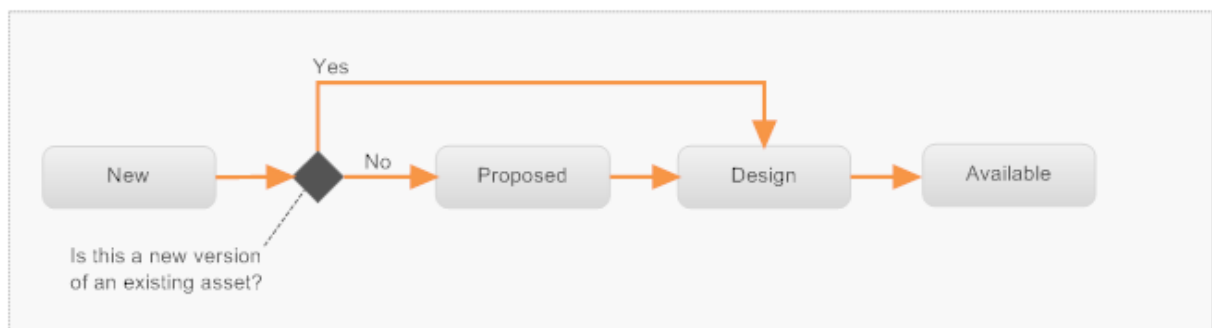 Yes
No
New
Proposed
Design
Available
Is this a new version
of an existing asset?